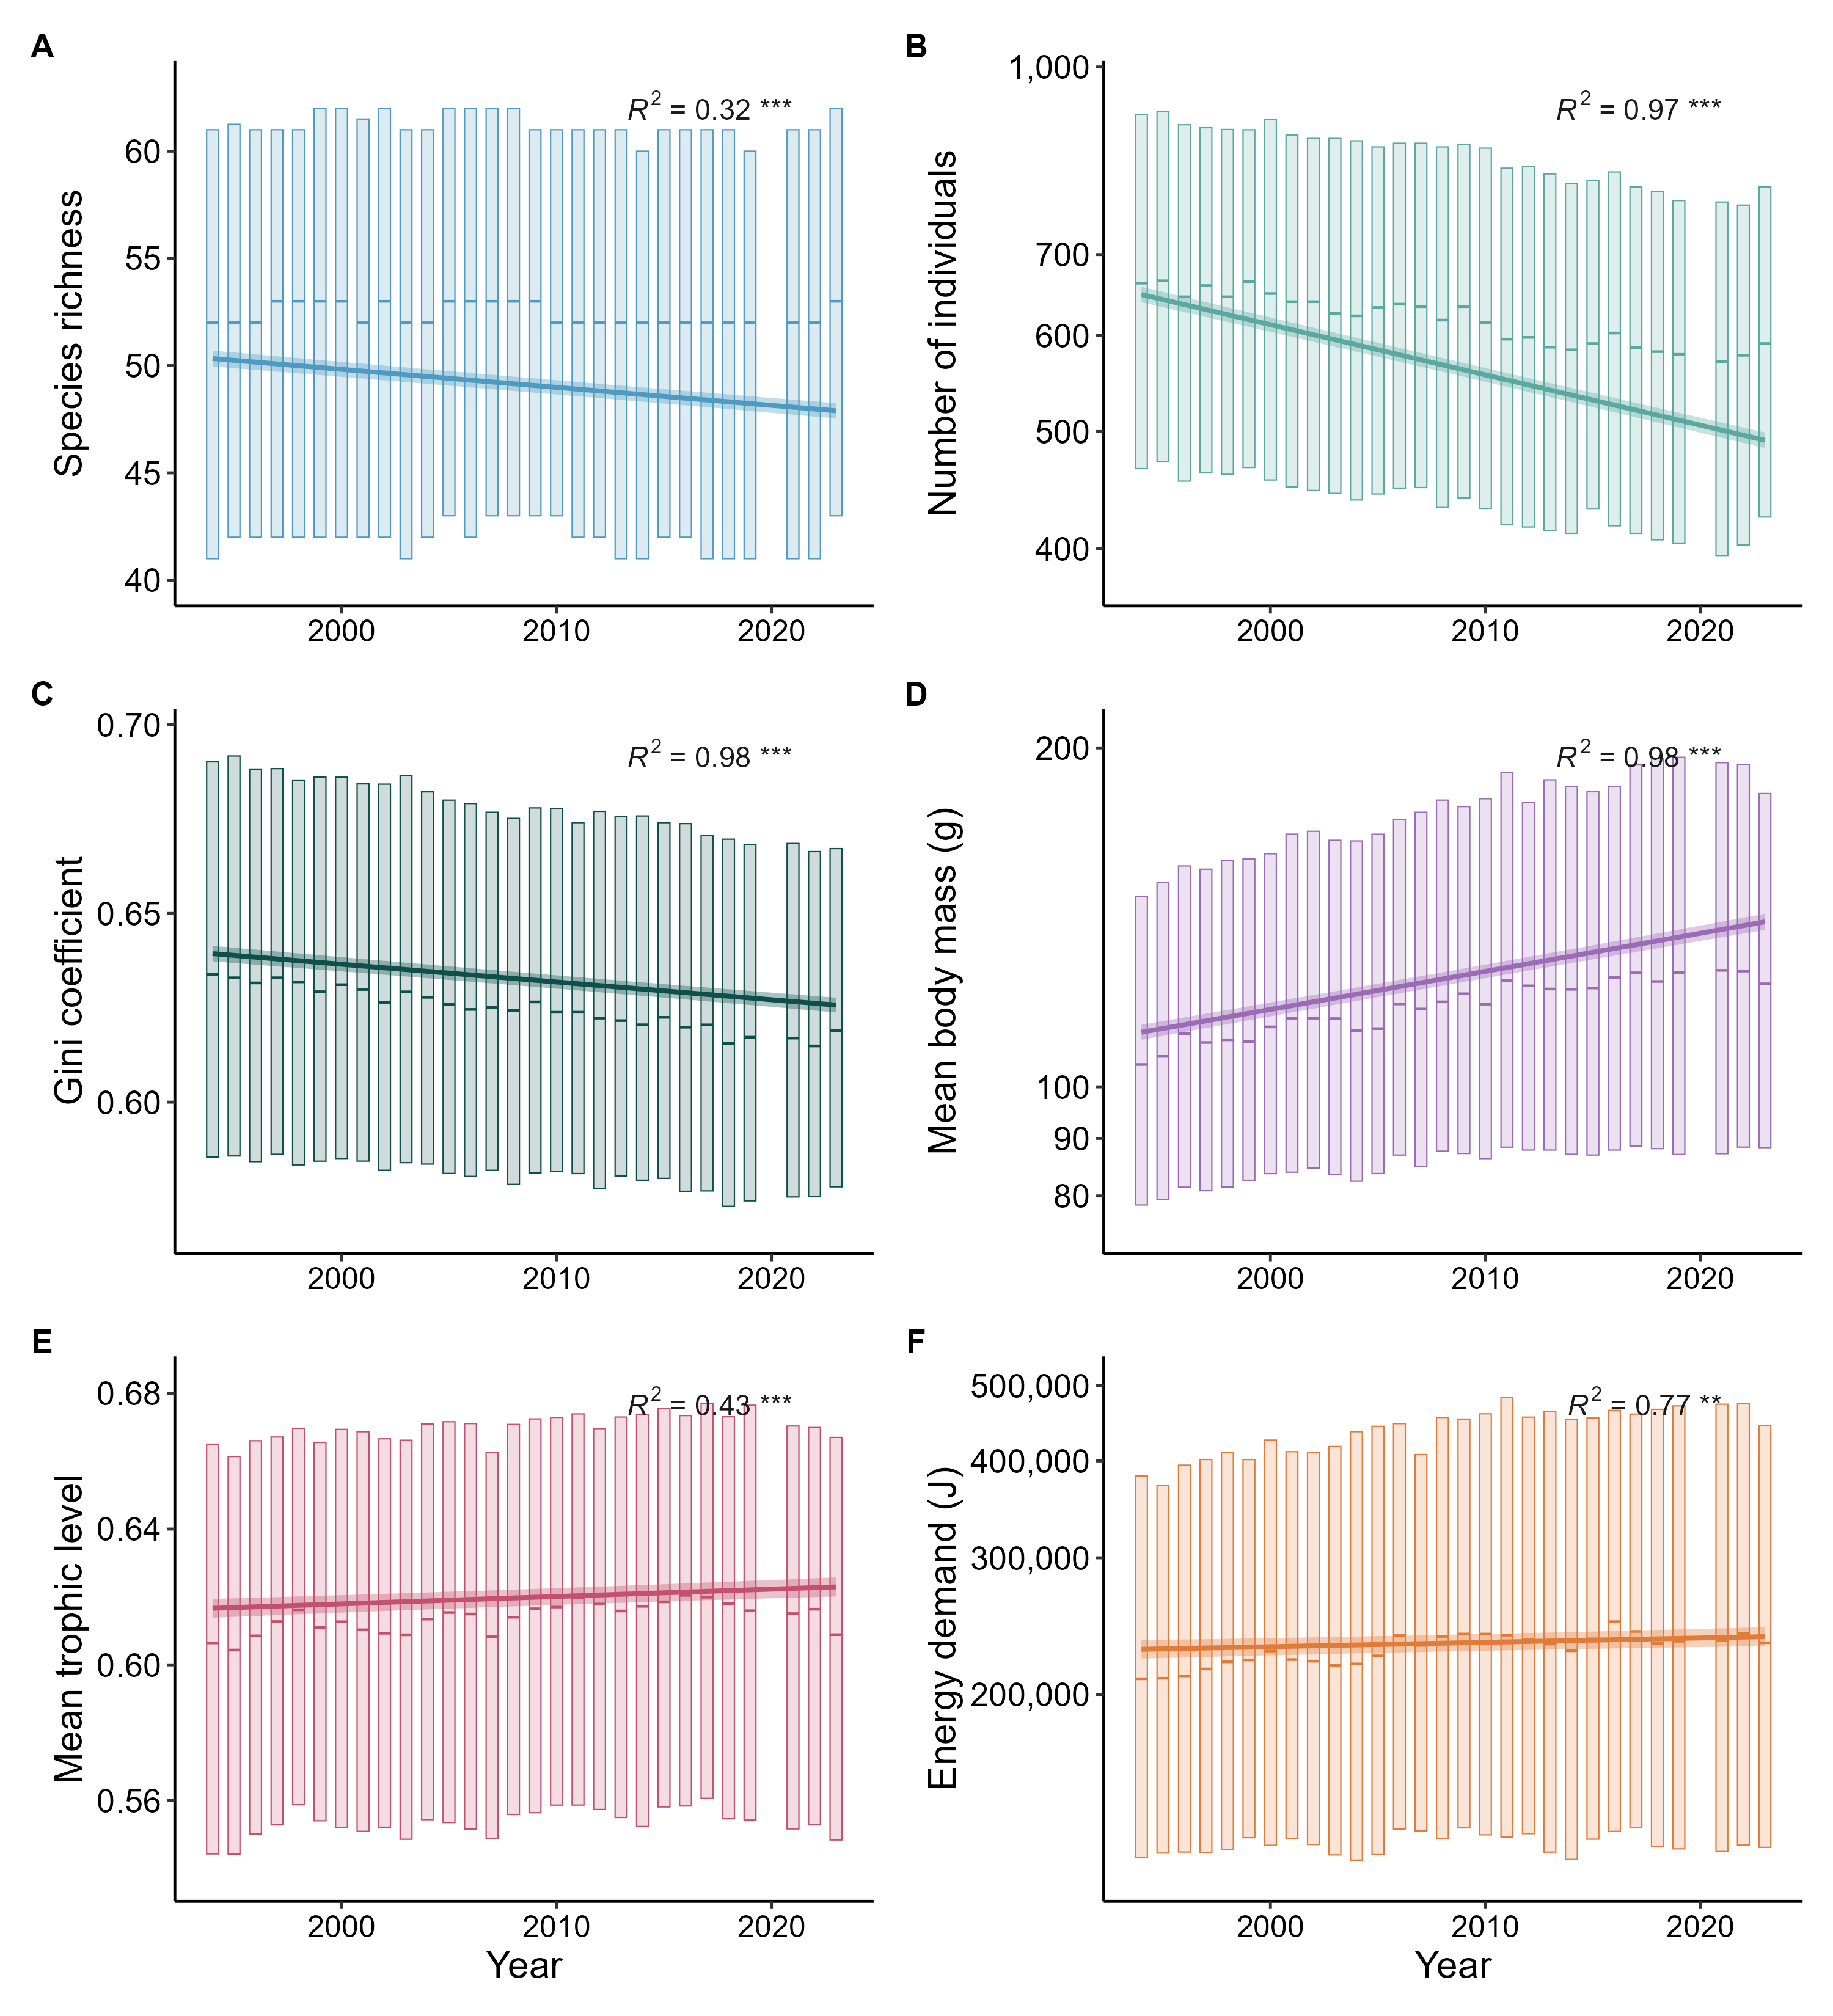 A
R² = 0.32 ***
Species richness
60
55
50
45
40
2000 2010 2020
B
R² = 0.97 ***
Number of individuals
1,000
700
600
500
400
2000 2010 2020
C
R² = 0.98 ***
Gini coefficient
0.70
0.65
0.60
2000 2010 2020
D
R² = 0.98 ***
Mean body mass (g)
200
100
90
80
2000 2010 2020
E
R² = 0.43 ***
Mean trophic level
0.68
0.64
0.60
0.56
2000 2010 2020
Year
F
R² = 0.77 **
Energy demand (J)
500,000
400,000
300,000
200,000
2000 2010 2020
Year